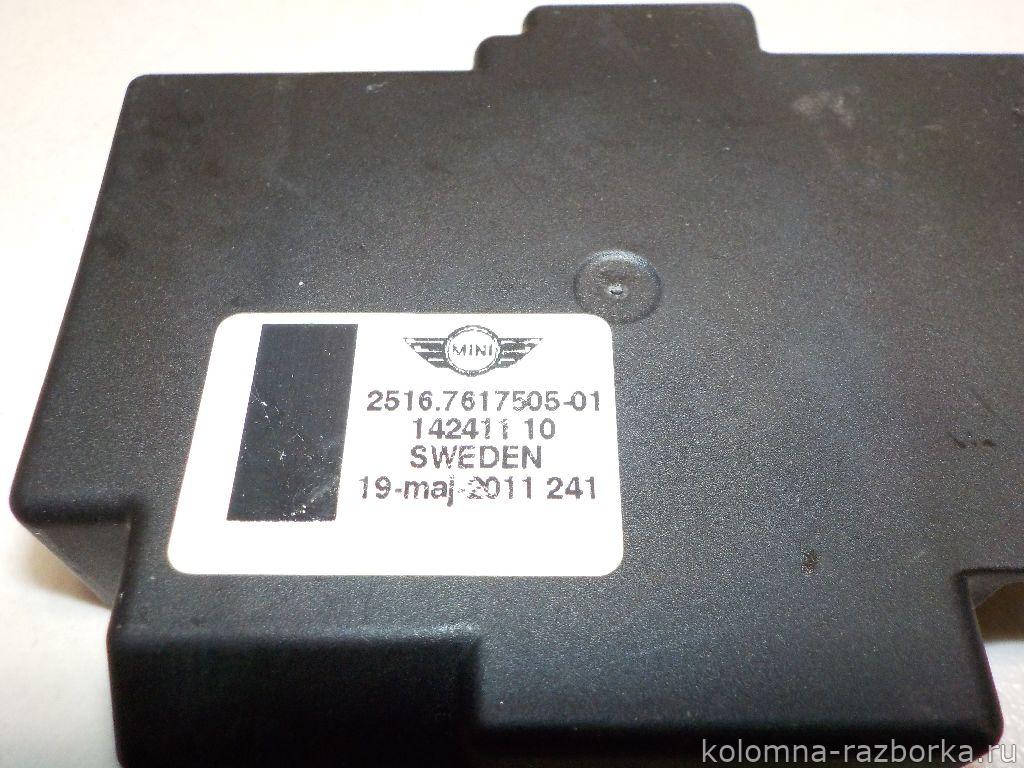 MINI
2516.7617505-01
142411 10
SWEDEN
19-maj-2011 241
kolomna-razborka.ru